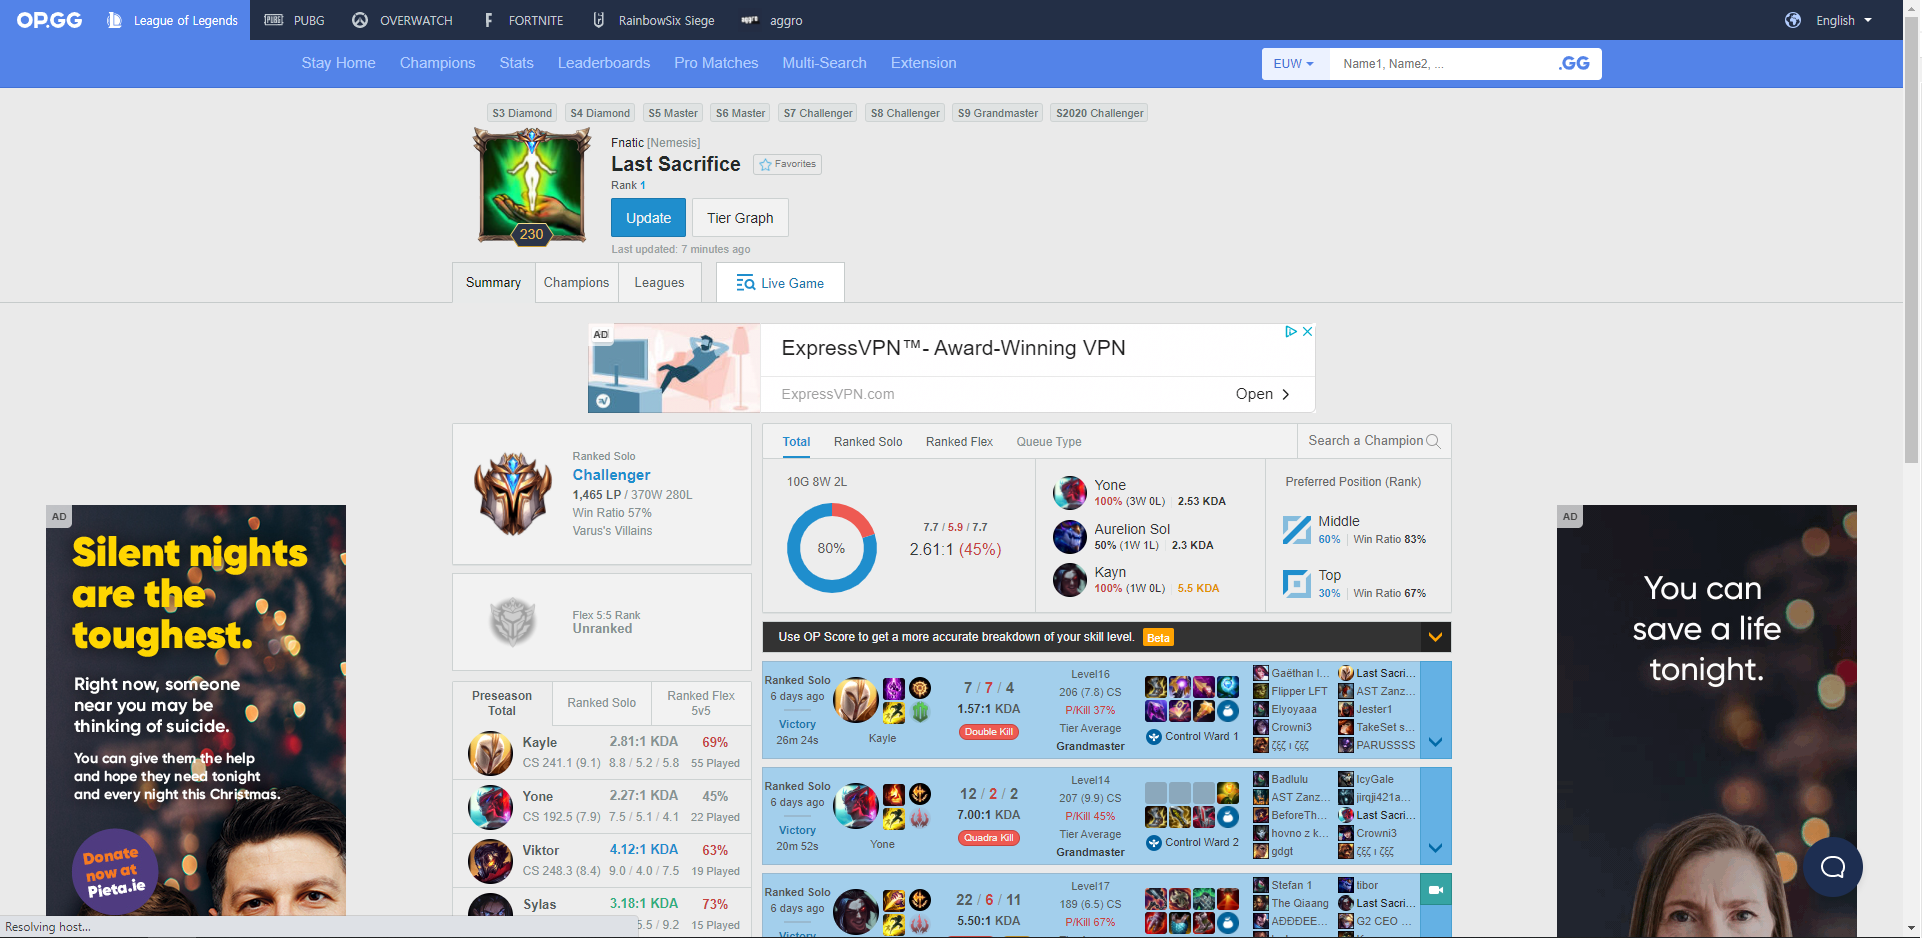 OP.GG League of Legends PUBG OVERWATCH FORTNITE RainbowSix Siege aggro English
Stay Home Champions Stats Leaderboards Pro Matches Multi-Search Extension EUW Name1, Name2, ... .GG
S3 Diamond S4 Diamond S5 Master S6 Master S7 Challenger S8 Challenger S9 Grandmaster S2020 Challenger
Fnatic [Nemesis]
Last Sacrifice Favorites
Rank 1
Update Tier Graph
230
Last updated: 7 minutes ago
Summary Champions Leagues Live Game
AD
ExpressVPN™- Award-Winning VPN
ExpressVPN.com Open
Ranked Solo
Challenger
1,465 LP / 370W 280L
Win Ratio 57%
Varus's Villains
Flex 5:5 Rank
Unranked
Preseason
Total
Ranked Solo
Ranked Flex
5v5
Kayle 2.81:1 KDA 69%
CS 241.1 (9.1) 8.8 / 5.2 / 5.8 55 Played
Yone 2.27:1 KDA 45%
CS 192.5 (7.9) 7.5 / 5.1 / 4.1 22 Played
Viktor 4.12:1 KDA 63%
CS 248.3 (8.4) 9.0 / 4.0 / 7.5 19 Played
Sylas 3.18:1 KDA 73%
5.5 / 9.2 15 Played
Total Ranked Solo Ranked Flex Queue Type Search a Champion
10G 8W 2L
80%
7.7 / 5.9 / 7.7
2.61:1 (45%)
Yone
100% (3W 0L) 2.53 KDA
Aurelion Sol
50% (1W 1L) 2.3 KDA
Kayn
100% (1W 0L) 5.5 KDA
Preferred Position (Rank)
Middle
60% Win Ratio 83%
Top
30% Win Ratio 67%
Use OP Score to get a more accurate breakdown of your skill level. Beta
Ranked Solo
6 days ago
Victory
26m 24s
Kayle
7 / 7 / 4
1.57:1 KDA
Double Kill
Level16
206 (7.8) CS
P/Kill 37%
Tier Average
Grandmaster
Control Ward 1
Gaëthan l...
Flipper LFT
Elyoyaaa
Crowni3
ζζς ι ζζς
Last Sacri...
AST Zanz...
Jester1
TakeSet s...
PARUSSSS
Ranked Solo
6 days ago
Victory
20m 52s
Yone
12 / 2 / 2
7.00:1 KDA
Quadra Kill
Level14
207 (9.9) CS
P/Kill 45%
Tier Average
Grandmaster
Control Ward 2
Badlulu
AST Zanz...
BeforeTh...
hovno z k...
gdgt
IcyGale
jirqji421a...
Last Sacri...
Crowni3
ζζς ι ζζς
Ranked Solo
6 days ago
Victory
22 / 6 / 11
5.50:1 KDA
Level17
189 (6.5) CS
P/Kill 67%
Stefan 1
The Qiaang
AĐĐĐEE...
tibor
Last Sacri...
G2 CEO ...
AD
Silent nights
are the
toughest.
Right now, someone
near you may be
thinking of suicide.
You can give them the help
and hope they need tonight
and every night this Christmas.
Donate
now at
Pieta.ie
AD
You can
save a life
tonight.
Resolving host...